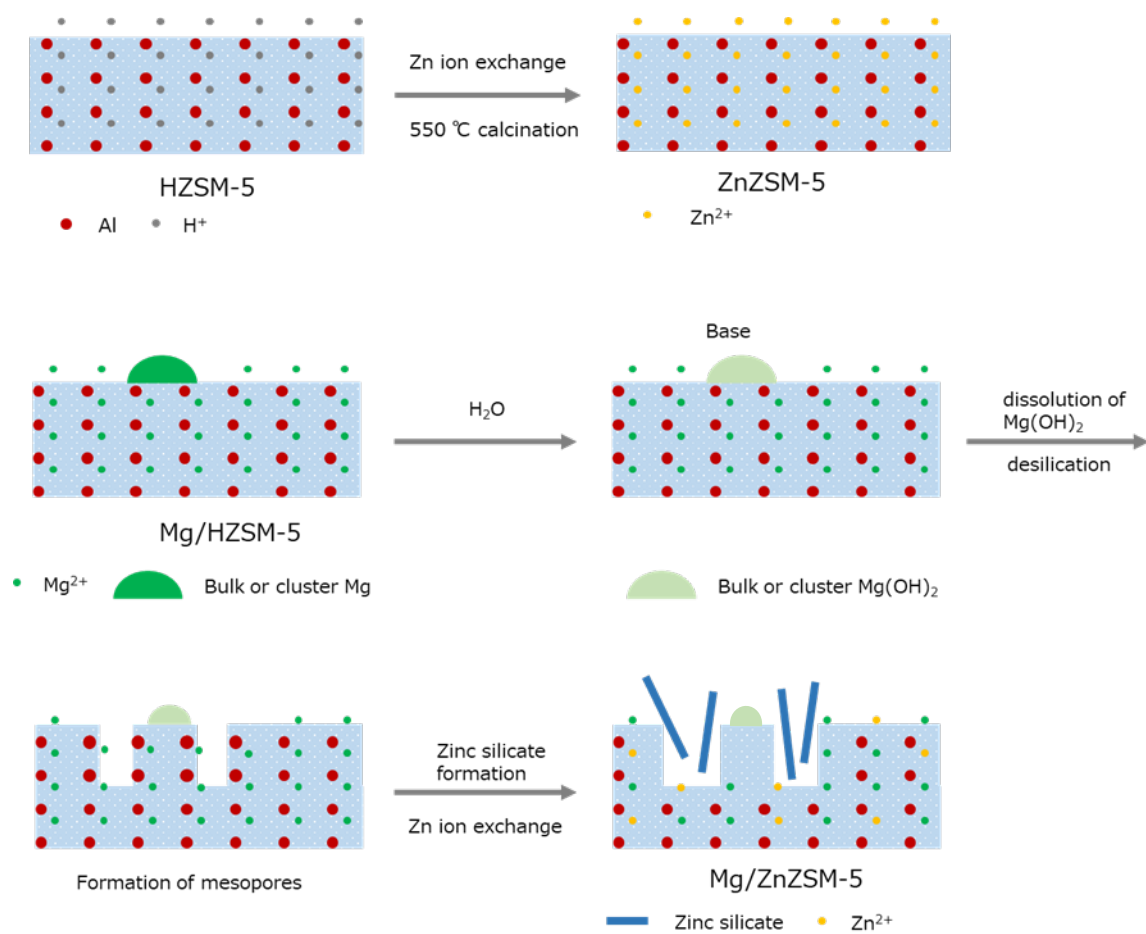 Zn ion exchange
550 ℃ calcination
HZSM-5
ZnZSM-5
Al
H⁺
Zn²⁺
Base
H₂O
dissolution of
Mg(OH)₂
desilication
Mg/HZSM-5
Mg²⁺
Bulk or cluster Mg
Bulk or cluster Mg(OH)₂
Zinc silicate
formation
Zn ion exchange
Formation of mesopores
Mg/ZnZSM-5
Zinc silicate
Zn²⁺